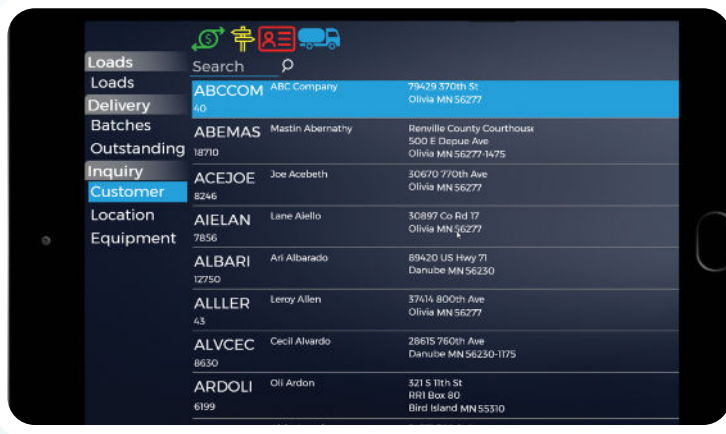 Search
Loads
Loads
Delivery
Batches
Outstanding
Inquiry
Customer
Location
Equipment
ABCCOM ABC Company 79429 370th St
40 Olivia MN 56277
ABEMAS Mastin Abernathy Renville County Courthouse
18710 500 E Depue Ave
Olivia MN 56277-1475
ACEJOE Joe Acebeth 30670 770th Ave
8246 Olivia MN 56277
AIELAN Lane Aiello 30897 Co Rd 17
7856 Olivia MN 56277
ALBARI Ari Albarado 89420 US Hwy 71
12750 Danube MN 56230
ALLLER Leroy Allen 37414 800th Ave
43 Olivia MN 56277
ALVCEC Cecil Alvardo 28615 760th Ave
8630 Danube MN 56230-1175
ARDOLI Oli Ardon 321 S 11th St
6199 RR1 Box 80
Bird Island MN 55310